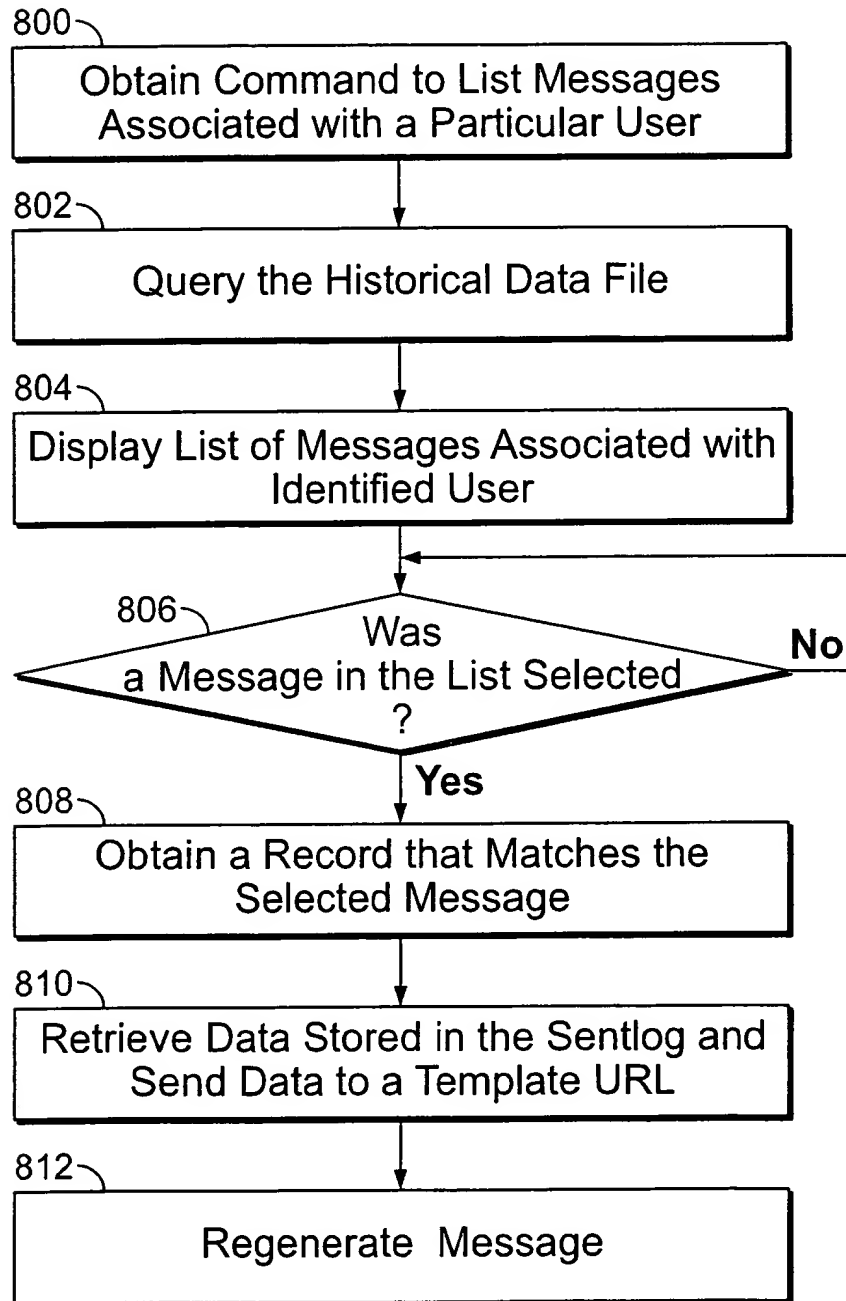 800
Obtain Command to List Messages
Associated with a Particular User
802
Query the Historical Data File
804
Display List of Messages Associated with
Identified User
806
Was
a Message in the List Selected
?
No
Yes
808
Obtain a Record that Matches the
Selected Message
810
Retrieve Data Stored in the Sentlog and
Send Data to a Template URL
812
Regenerate Message